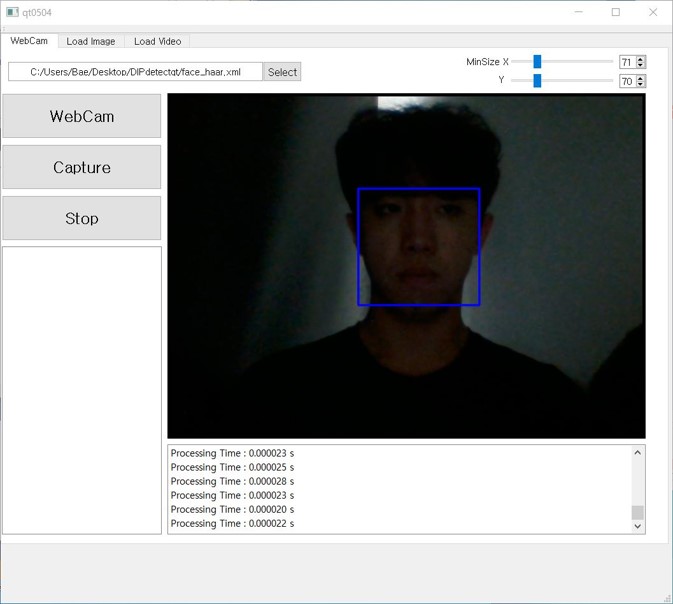 qt0504
WebCam Load Image Load Video
C:/Users/Bae/Desktop/DIPdetectqt/face_haar.xml Select
MinSize X 71
Y 70
WebCam
Capture
Stop
Processing Time : 0.000023 s
Processing Time : 0.000025 s
Processing Time : 0.000028 s
Processing Time : 0.000023 s
Processing Time : 0.000020 s
Processing Time : 0.000022 s